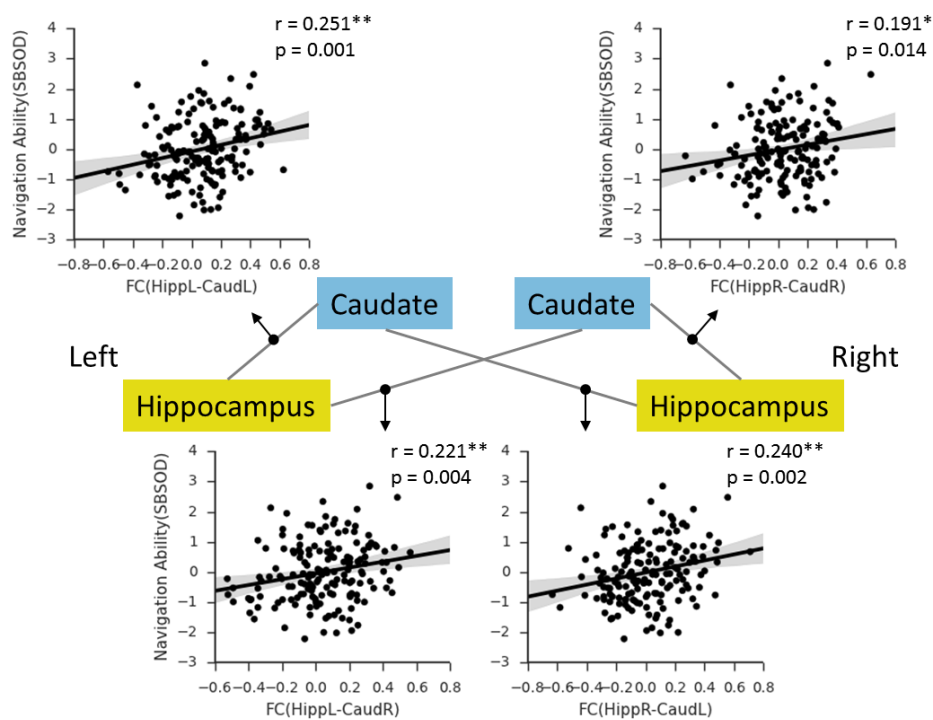 r = 0.251**
p = 0.001
4
3
2
1
0
−1
−2
−3
Navigation Ability(SBSOD)
−0.8 −0.6 −0.4 −0.2 0.0 0.2 0.4 0.6 0.8
FC(HippL-CaudL)
r = 0.191*
p = 0.014
4
3
2
1
0
−1
−2
−3
Navigation Ability(SBSOD)
−0.8 −0.6 −0.4 −0.2 0.0 0.2 0.4 0.6 0.8
FC(HippR-CaudR)
Caudate Caudate
Left Right
Hippocampus Hippocampus
r = 0.221**
p = 0.004
4
3
2
1
0
−1
−2
−3
Navigation Ability(SBSOD)
−0.6 −0.4 −0.2 0.0 0.2 0.4 0.6 0.8
FC(HippL-CaudR)
r = 0.240**
p = 0.002
4
3
2
1
0
−1
−2
−3
−0.8 −0.6 −0.4 −0.2 0.0 0.2 0.4 0.6 0.8
FC(HippR-CaudL)